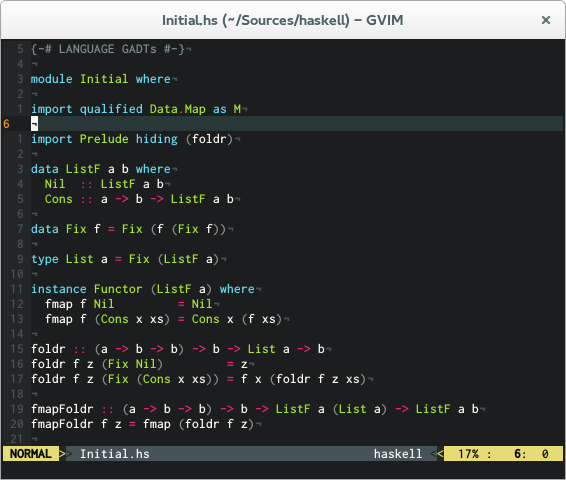 Initial.hs (~/Sources/haskell) – GVIM ×
5 {-# LANGUAGE GADTs #-}¬
4 ¬
3 module Initial where¬
2 ¬
1 import qualified Data.Map as M¬
6 ¬
1 import Prelude hiding (foldr)¬
2 ¬
3 data ListF a b where¬
4   Nil  :: ListF a b¬
5   Cons :: a -> b -> ListF a b¬
6 ¬
7 data Fix f = Fix (f (Fix f))¬
8 ¬
9 type List a = Fix (ListF a)¬
10 ¬
11 instance Functor (ListF a) where¬
12   fmap f Nil         = Nil¬
13   fmap f (Cons x xs) = Cons x (f xs)¬
14 ¬
15 foldr :: (a -> b -> b) -> b -> List a -> b¬
16 foldr f z (Fix Nil)         = z¬
17 foldr f z (Fix (Cons x xs)) = f x (foldr f z xs)¬
18 ¬
19 fmapFoldr :: (a -> b -> b) -> b -> ListF a (List a) -> ListF a b¬
20 fmapFoldr f z = fmap (foldr f z)¬
21 ¬
NORMAL >> Initial.hs haskell << 17% : 6: 0